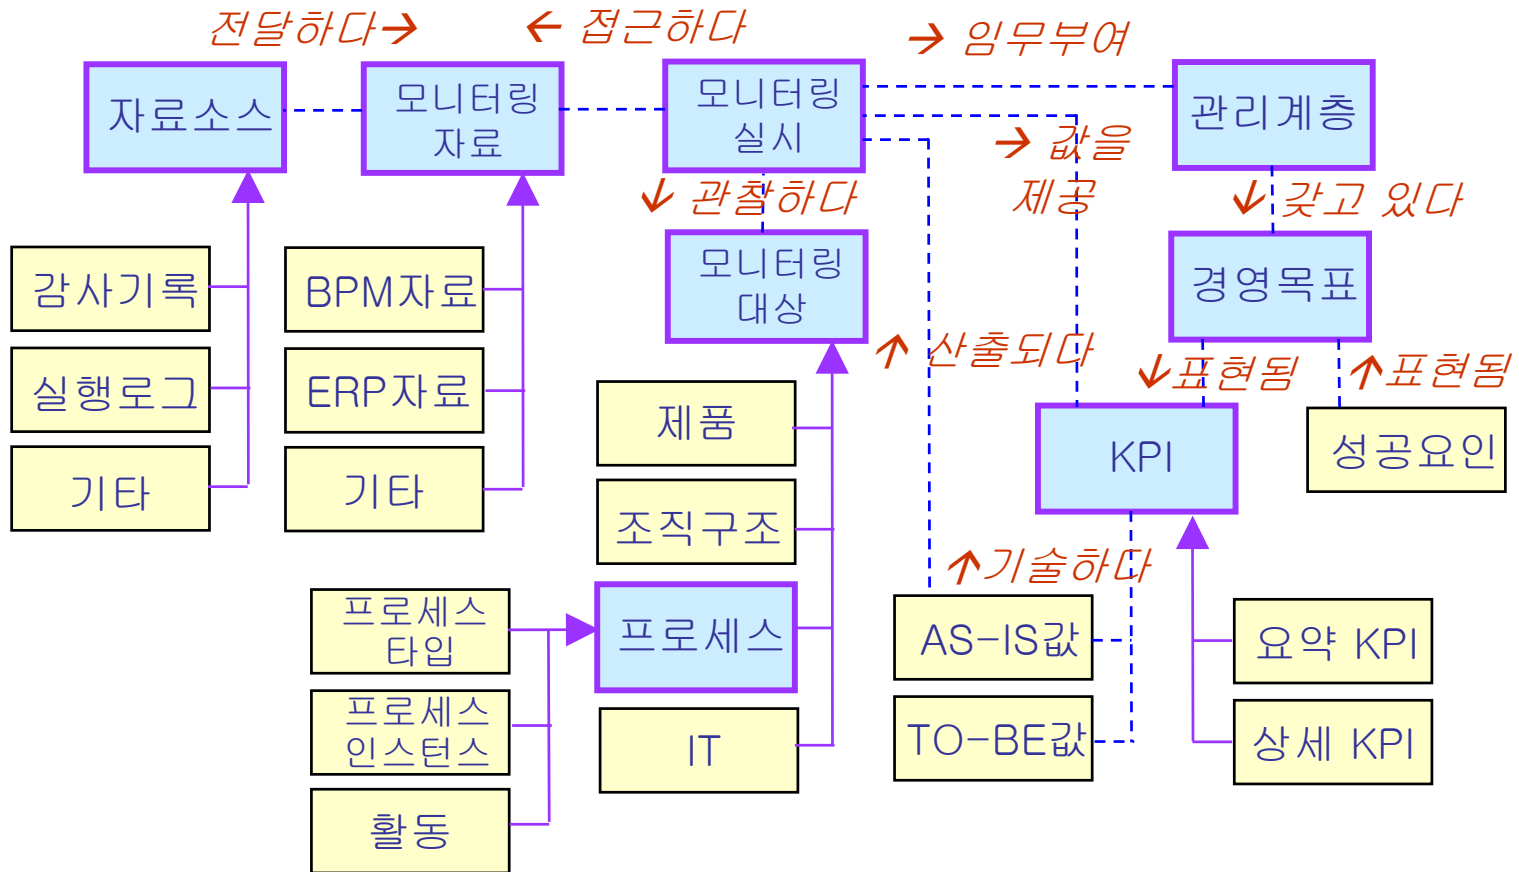 전달하다→
← 접근하다
→ 임무부여
자료소스
모니터링
자료
모니터링
실시
관리계층
→ 값을
제공
↓ 관찰하다
↓ 갖고 있다
모니터링
대상
경영목표
감사기록
BPM자료
↑ 산출되다
↓표현됨
↑표현됨
실행로그
ERP자료
제품
KPI
성공요인
기타
기타
조직구조
↑기술하다
프로세스
타입
프로세스
AS-IS값
요약 KPI
프로세스
인스턴스
IT
TO-BE값
상세 KPI
활동